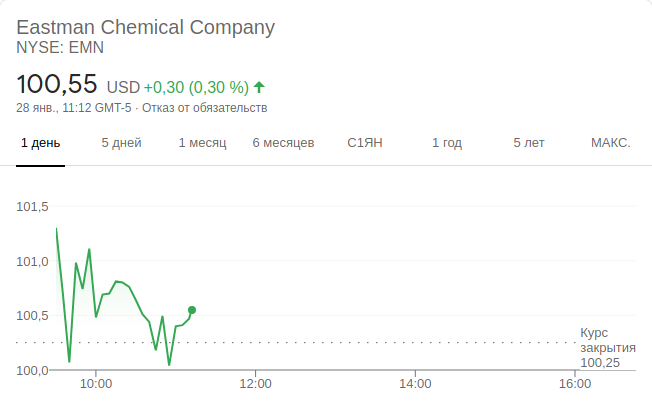 Eastman Chemical Company
NYSE: EMN
100,55 USD +0,30 (0,30 %)
28 янв., 11:12 GMT-5 · Отказ от обязательств
1 день 5 дней 1 месяц 6 месяцев С1ЯН 1 год 5 лет МАКС.
101,5
101,0
100,5
Курс
закрытия
100,25
100,0
10:00 12:00 14:00 16:00